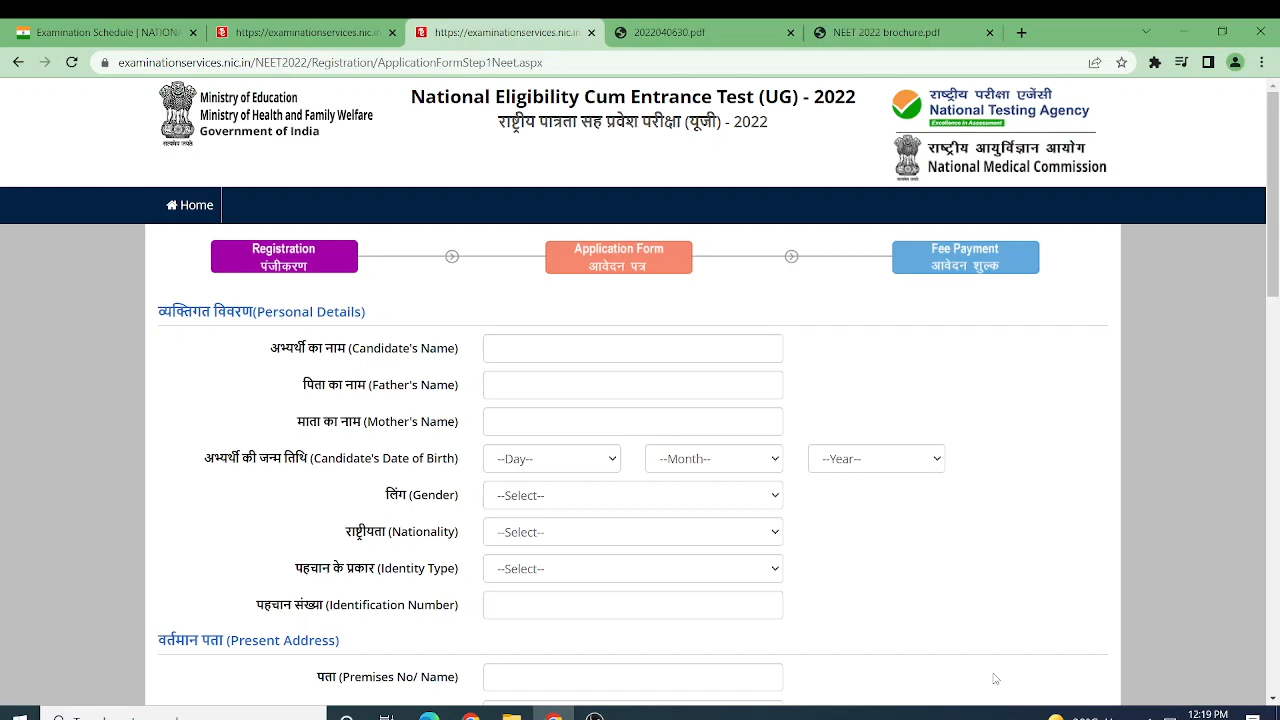 Examination Schedule | NATION
https://examinationservices.nic.in
https://examinationservices.nic.in
2022040630.pdf
NEET 2022 brochure.pdf
examinationservices.nic.in/NEET2022/Registration/ApplicationFormStep1Neet.aspx
सत्यमेव जयते
Ministry of Education
Ministry of Health and Family Welfare
Government of India
National Eligibility Cum Entrance Test (UG) - 2022
राष्ट्रीय पात्रता सह प्रवेश परीक्षा (यूजी) - 2022
राष्ट्रीय परीक्षा एजेंसी
National Testing Agency
Excellence in Assessment
राष्ट्रीय आयुर्विज्ञान आयोग
National Medical Commission
Home
Registration
पंजीकरण
Application Form
आवेदन पत्र
Fee Payment
आवेदन शुल्क
व्यक्तिगत विवरण(Personal Details)
अभ्यर्थी का नाम (Candidate's Name)
पिता का नाम (Father's Name)
माता का नाम (Mother's Name)
अभ्यर्थी की जन्म तिथि (Candidate's Date of Birth) --Day-- --Month-- --Year--
लिंग (Gender) --Select--
राष्ट्रीयता (Nationality) --Select--
पहचान के प्रकार (Identity Type) --Select--
पहचान संख्या (Identification Number)
वर्तमान पता (Present Address)
पता (Premises No/ Name)
12:19 PM